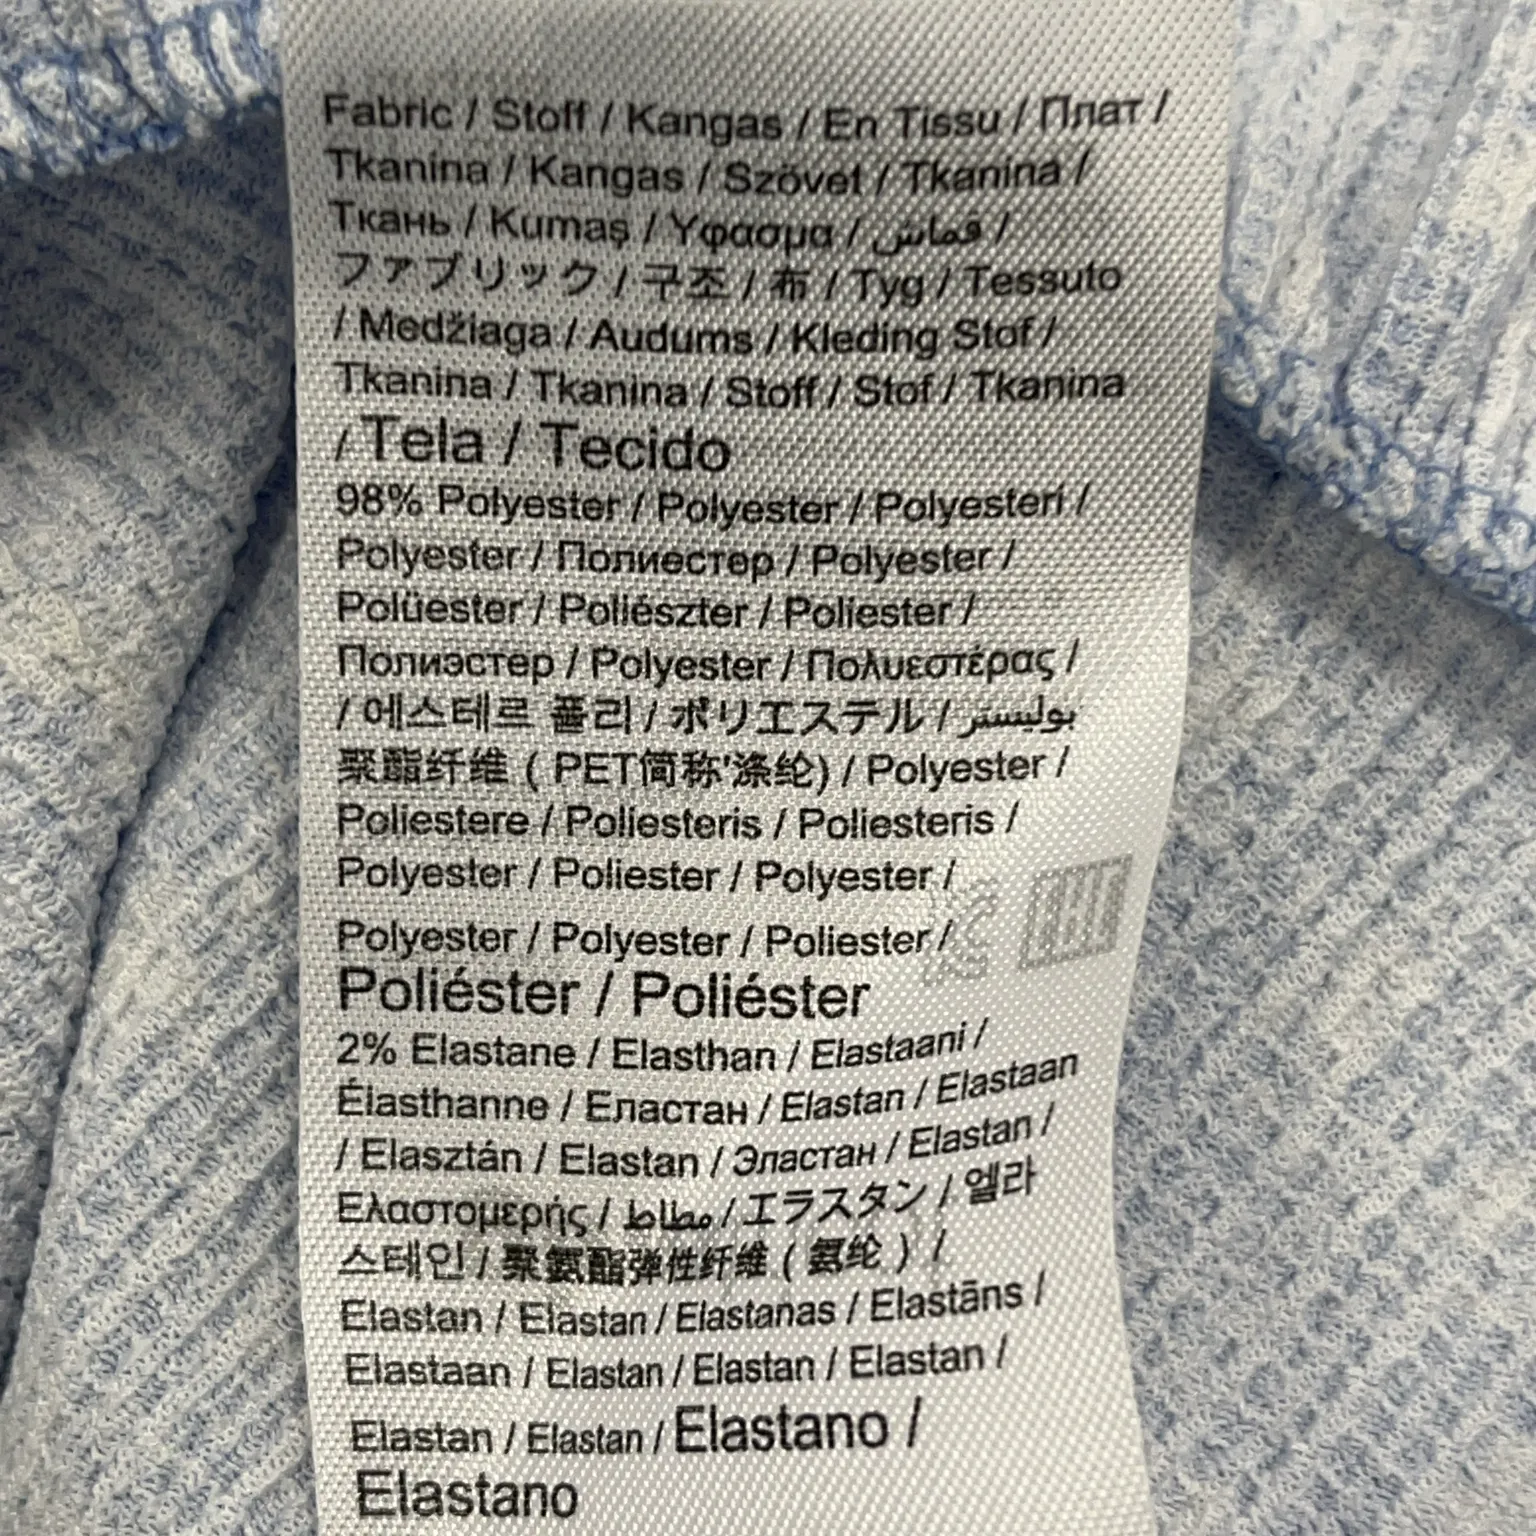 Fabric / Stoff / Kangas / En Tissu / Плат /
Tkanina / Kangas / Szövet / Tkanina /
Ткань / Kumaş / Υφασμα / قماش /
ファブリック / 구조 / 布 / Tyg / Tessuto
/ Medžiaga / Audums / Kleding Stof /
Tkanina / Tkanina / Stoff / Stof / Tkanina
/ Tela / Tecido
98% Polyester / Polyester / Polyesteri /
Polyester / Полиестер / Polyester /
Polüester / Poliészter / Poliester /
Полиэстер / Polyester / Πολυεστέρας /
/ 에스테르 폴리 / ポリエステル / بوليستر
聚酯纤维 ( PET简称'涤纶) / Polyester /
Poliestere / Poliesteris / Poliesteris /
Polyester / Poliester / Polyester /
Polyester / Polyester / Poliester /
Poliéster / Poliéster
2% Elastane / Elasthan / Elastaani /
Élasthanne / Еластан / Elastan / Elastaan
/ Elasztán / Elastan / Эластан / Elastan /
Ελαστομερής / مطاط / エラスタン / 엘라
스테인 / 聚氨酯弹性纤维 ( 氨纶 ) /
Elastan / Elastan / Elastanas / Elastāns /
Elastaan / Elastan / Elastan / Elastan /
Elastan / Elastan / Elastano /
Elastano